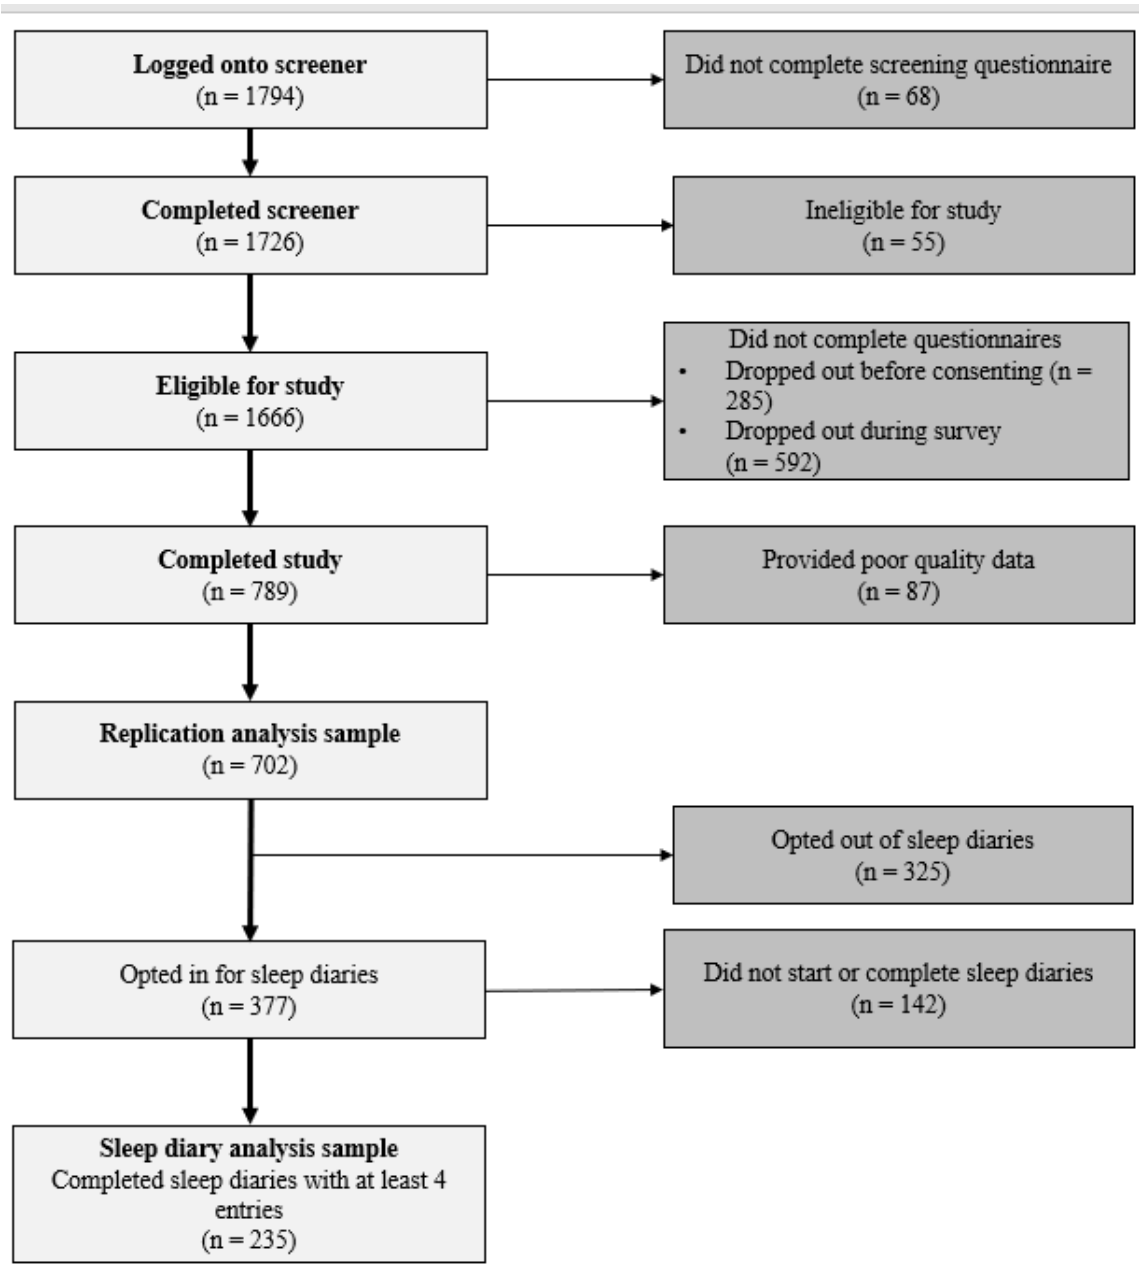 Logged onto screener
(n = 1794)
Did not complete screening questionnaire
(n = 68)
Completed screener
(n = 1726)
Ineligible for study
(n = 55)
Eligible for study
(n = 1666)
Did not complete questionnaires
• Dropped out before consenting (n =
285)
• Dropped out during survey
(n = 592)
Completed study
(n = 789)
Provided poor quality data
(n = 87)
Replication analysis sample
(n = 702)
Opted out of sleep diaries
(n = 325)
Opted in for sleep diaries
(n = 377)
Did not start or complete sleep diaries
(n = 142)
Sleep diary analysis sample
Completed sleep diaries with at least 4
entries
(n = 235)